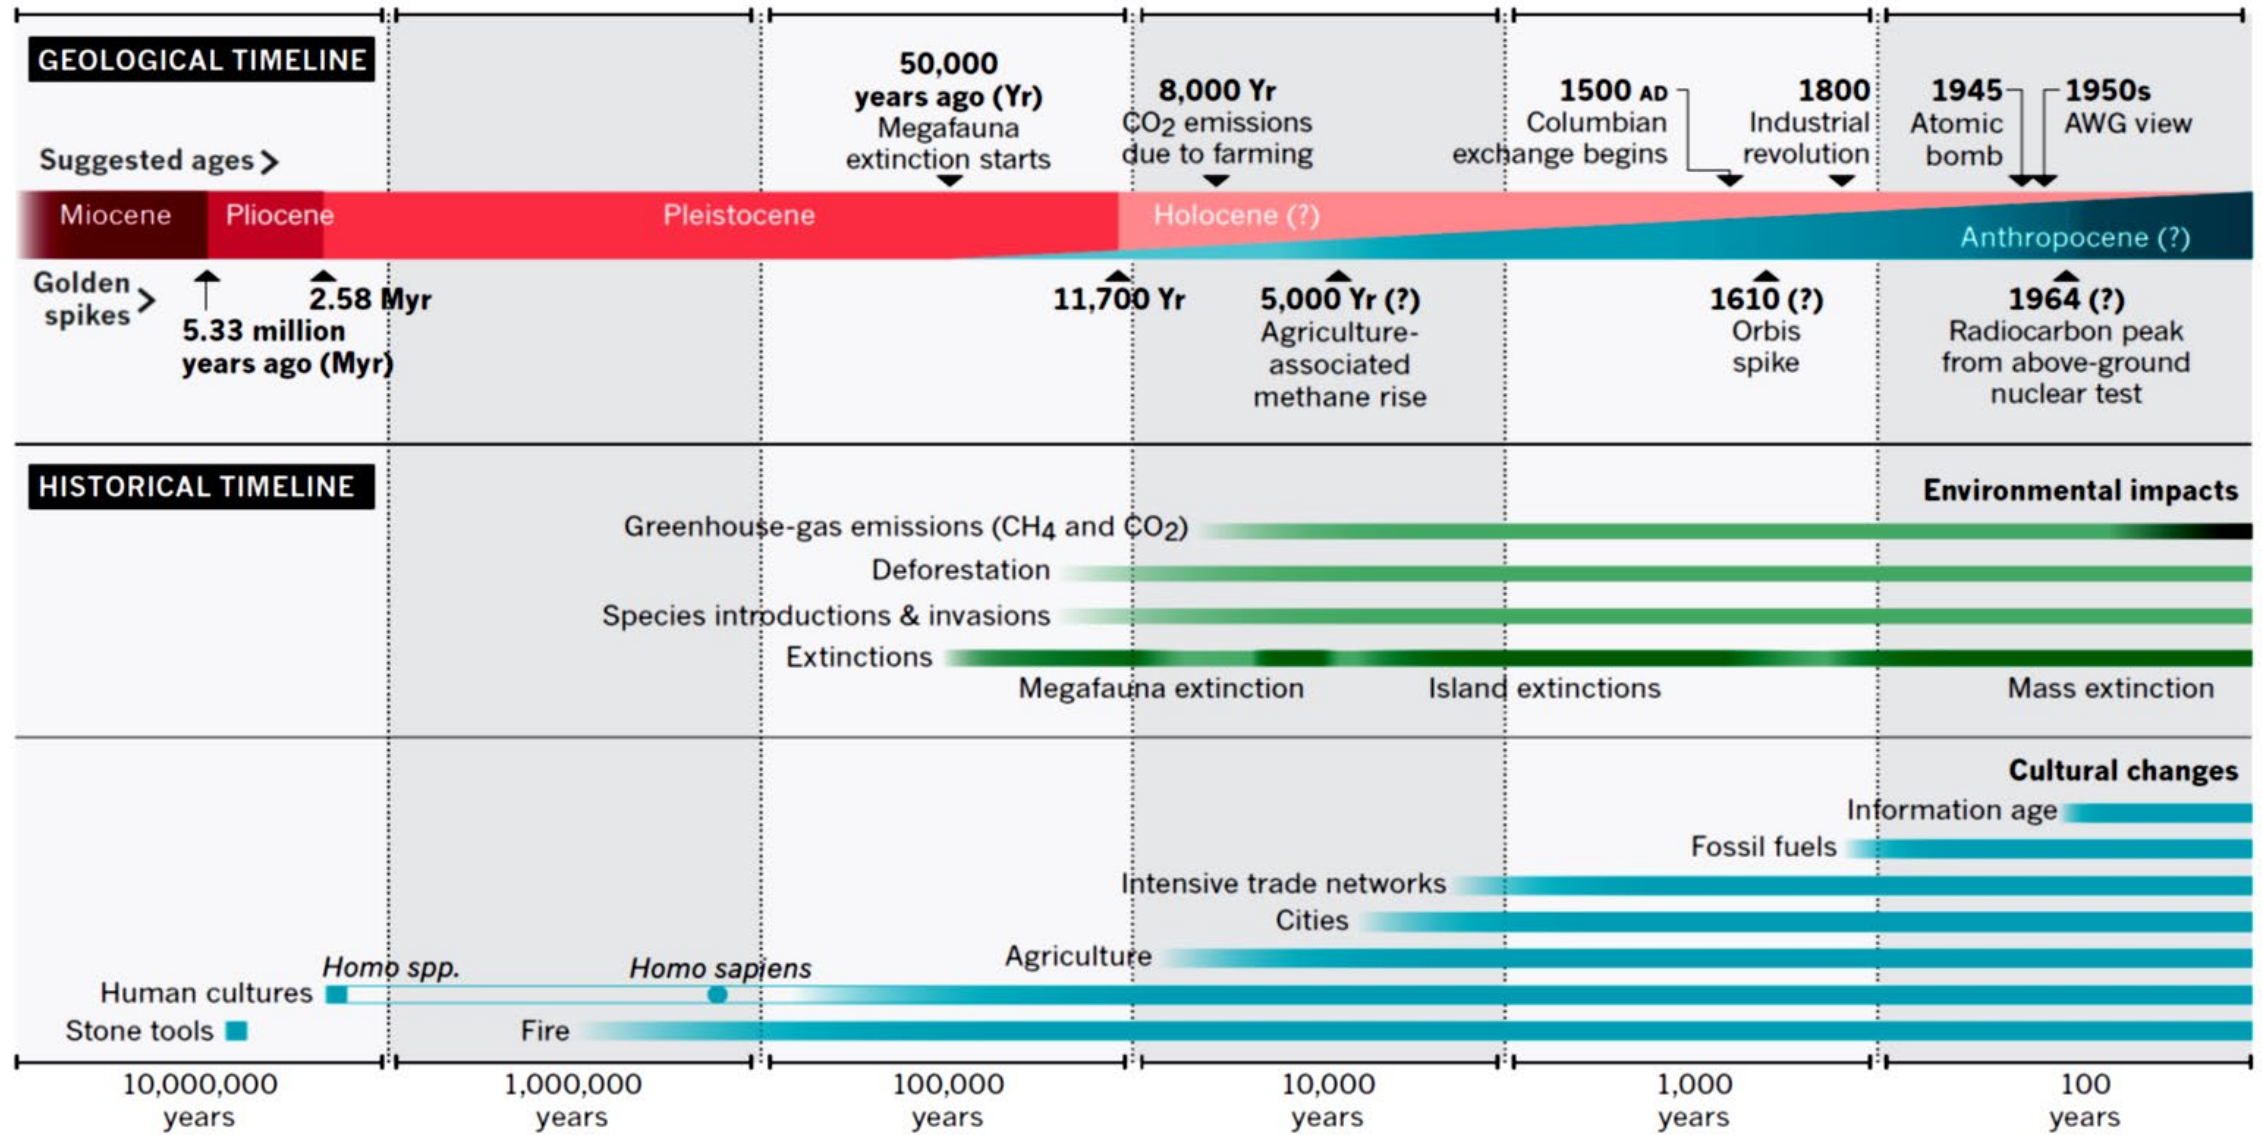 GEOLOGICAL TIMELINE
Suggested ages >
50,000
years ago (Yr)
Megafauna
extinction starts
8,000 Yr
CO2 emissions
due to farming
1500 AD
Columbian
exchange begins
1800
Industrial
revolution
1945
Atomic
bomb
1950s
AWG view
Miocene
Pliocene
Pleistocene
Holocene (?)
Anthropocene (?)
Golden
spikes >
5.33 million
years ago (Myr)
2.58 Myr
11,700 Yr
5,000 Yr (?)
Agriculture-
associated
methane rise
1610 (?)
Orbis
spike
1964 (?)
Radiocarbon peak
from above-ground
nuclear test
HISTORICAL TIMELINE
Environmental impacts
Greenhouse-gas emissions (CH4 and CO2)
Deforestation
Species introductions & invasions
Extinctions
Megafauna extinction
Island extinctions
Mass extinction
Cultural changes
Information age
Fossil fuels
Intensive trade networks
Cities
Agriculture
Homo spp.
Homo sapiens
Human cultures
Stone tools
Fire
10,000,000
years
1,000,000
years
100,000
years
10,000
years
1,000
years
100
years